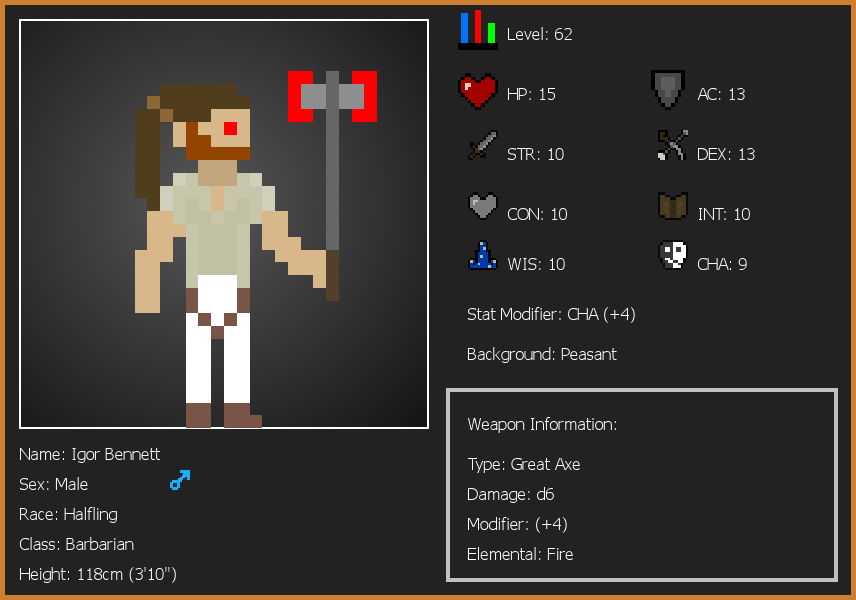 Level: 62
HP: 15
AC: 13
STR: 10
DEX: 13
CON: 10
INT: 10
WIS: 10
CHA: 9
Stat Modifier: CHA (+4)
Background: Peasant
Weapon Information:
Type: Great Axe
Damage: d6
Modifier: (+4)
Elemental: Fire
Name: Igor Bennett
Sex: Male
Race: Halfling
Class: Barbarian
Height: 118cm (3'10")